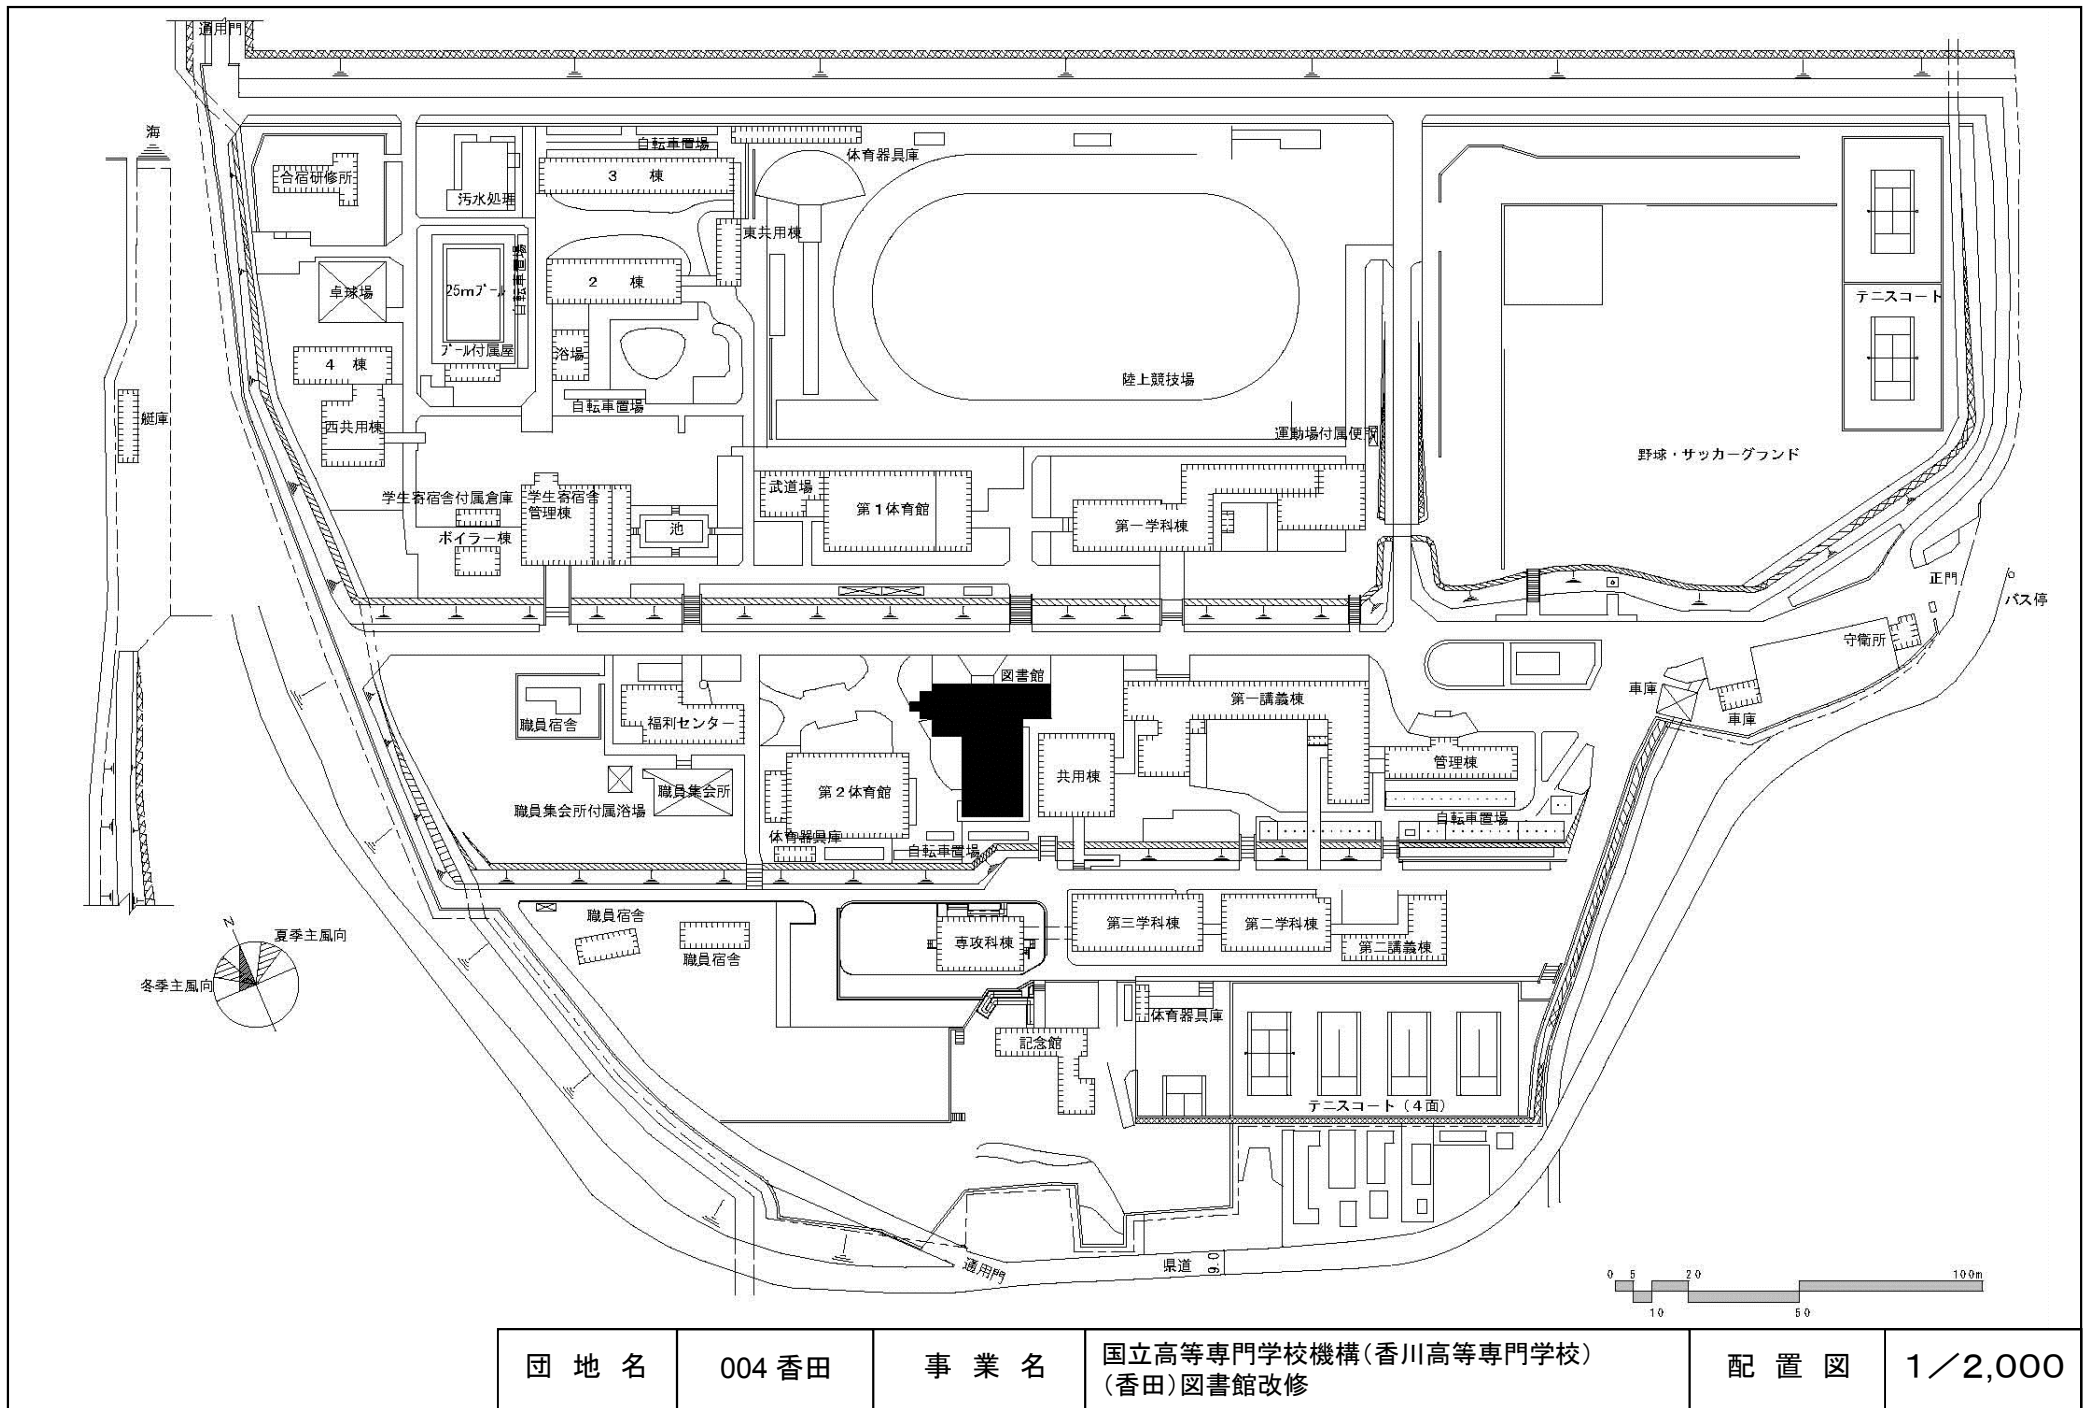 通用門
海
合宿研修所
汚水処理
自転車置場
3 棟
体育器具庫
東共用棟
卓球場
25mプール
自転車置場
2 棟
テニスコート
プール付属屋
浴場
4 棟
自転車置場
陸上競技場
艇庫
西共用棟
運動場付属便所
野球・サッカーグランド
学生寄宿舎付属倉庫
学生寄宿舎
管理棟
武道場
第1体育館
第一学科棟
池
ボイラー棟
正門
バス停
守衛所
図書館
車庫
車庫
職員宿舎
福利センター
第一講義棟
管理棟
共用棟
職員集会所
第2体育館
職員集会所付属浴場
自転車置場
体育器具庫
自転車置場
職員宿舎
職員宿舎
専攻科棟
第三学科棟
第二学科棟
第二講義棟
N
夏季主風向
冬季主風向
体育器具庫
記念館
テニスコート(4面)
通用門
県道
9.0
0 5 20 100m
10 50
団地名
004 香田
事業名
国立高等専門学校機構(香川高等専門学校)
(香田)図書館改修
配置図
1/2,000